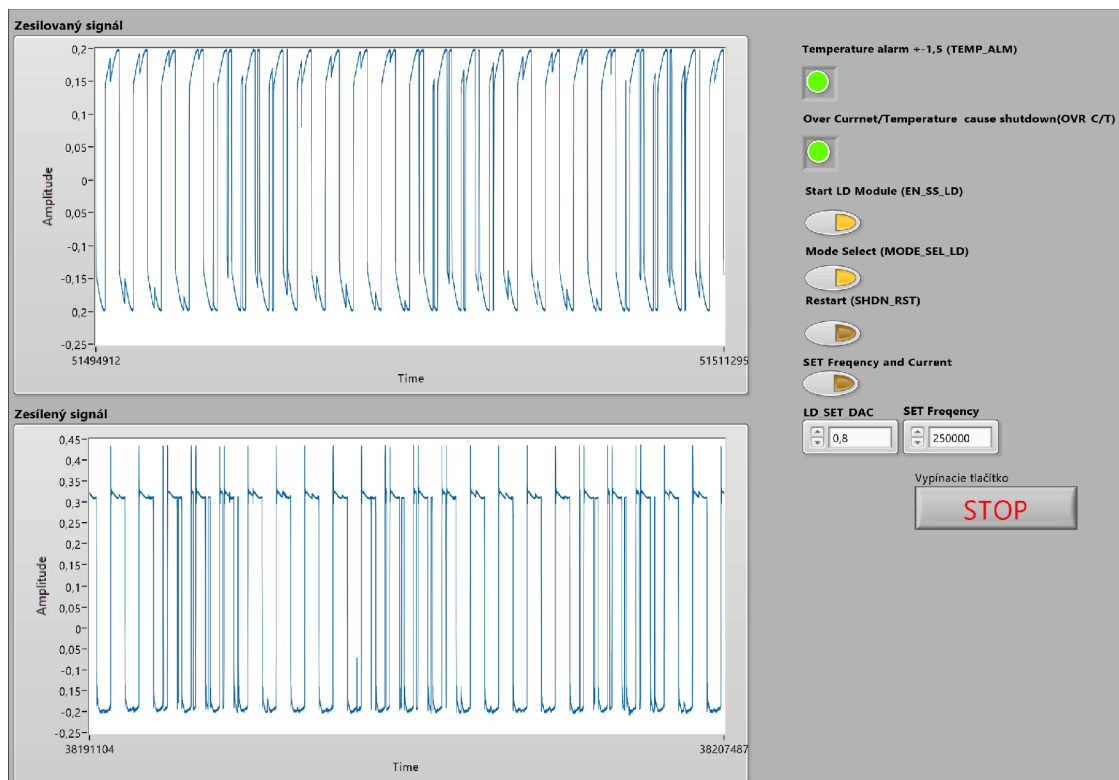 Zesilovaný signál
0,2
0,15
0,1
0,05
0
0,05
-0,1
-0,15
0,2
-0,25
Amplitude
51494912
51511295
Time
Zesílený signál
0,45
0,4
0,35
0,3
0,25
0,2
0,15
0,1
0,05
0
-0,05
-0,1
0,15
-0,2
-0,25
Amplitude
38191104
38207487
Time
Temperature alarm +-1,5 (TEMP_ALM)
Over Currnet/Temperature cause shutdown(OVR C/T)
Start LD Module (EN_SS_LD)
Mode Select (MODE_SEL_LD)
Restart (SHDN_RST)
SET Freqency and Current
LD SET DAC
0,8
SET Freqency
250000
Vypínacie tlačítko
STOP